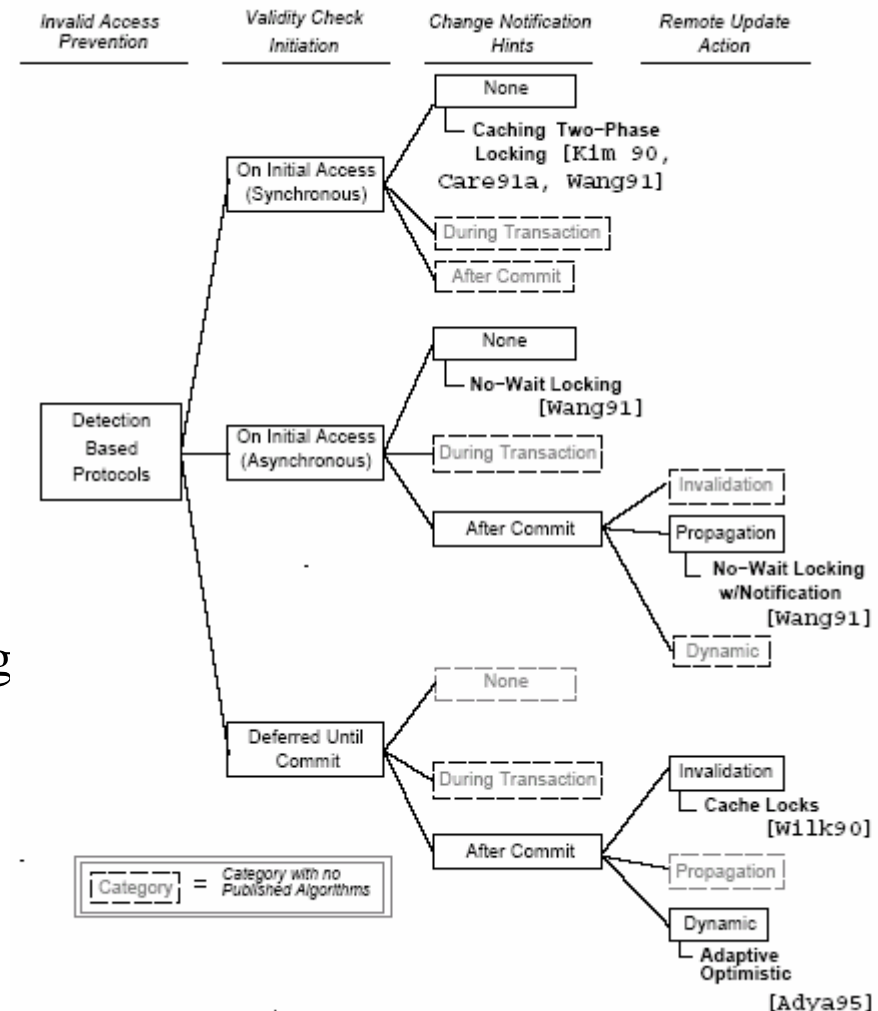 Invalid Access
Prevention
Validity Check
Initiation
Change Notification
Hints
Remote Update
Action
None
Caching Two-Phase
Locking [Kim 90,
Care91a, Wang91]
On Initial Access
(Synchronous)
During Transaction
After Commit
None
No-Wait Locking
[Wang91]
Detection
Based
Protocols
On Initial Access
(Asynchronous)
During Transaction
Invalidation
After Commit
Propagation
No-Wait Locking
w/Notification
[Wang91]
Dynamic
g
None
Deferred Until
Commit
During Transaction
Invalidation
Cache Locks
[Wilk90]
After Commit
Propagation
Category = Category with no
Published Algorithms
Dynamic
Adaptive
Optimistic
[Adya95]